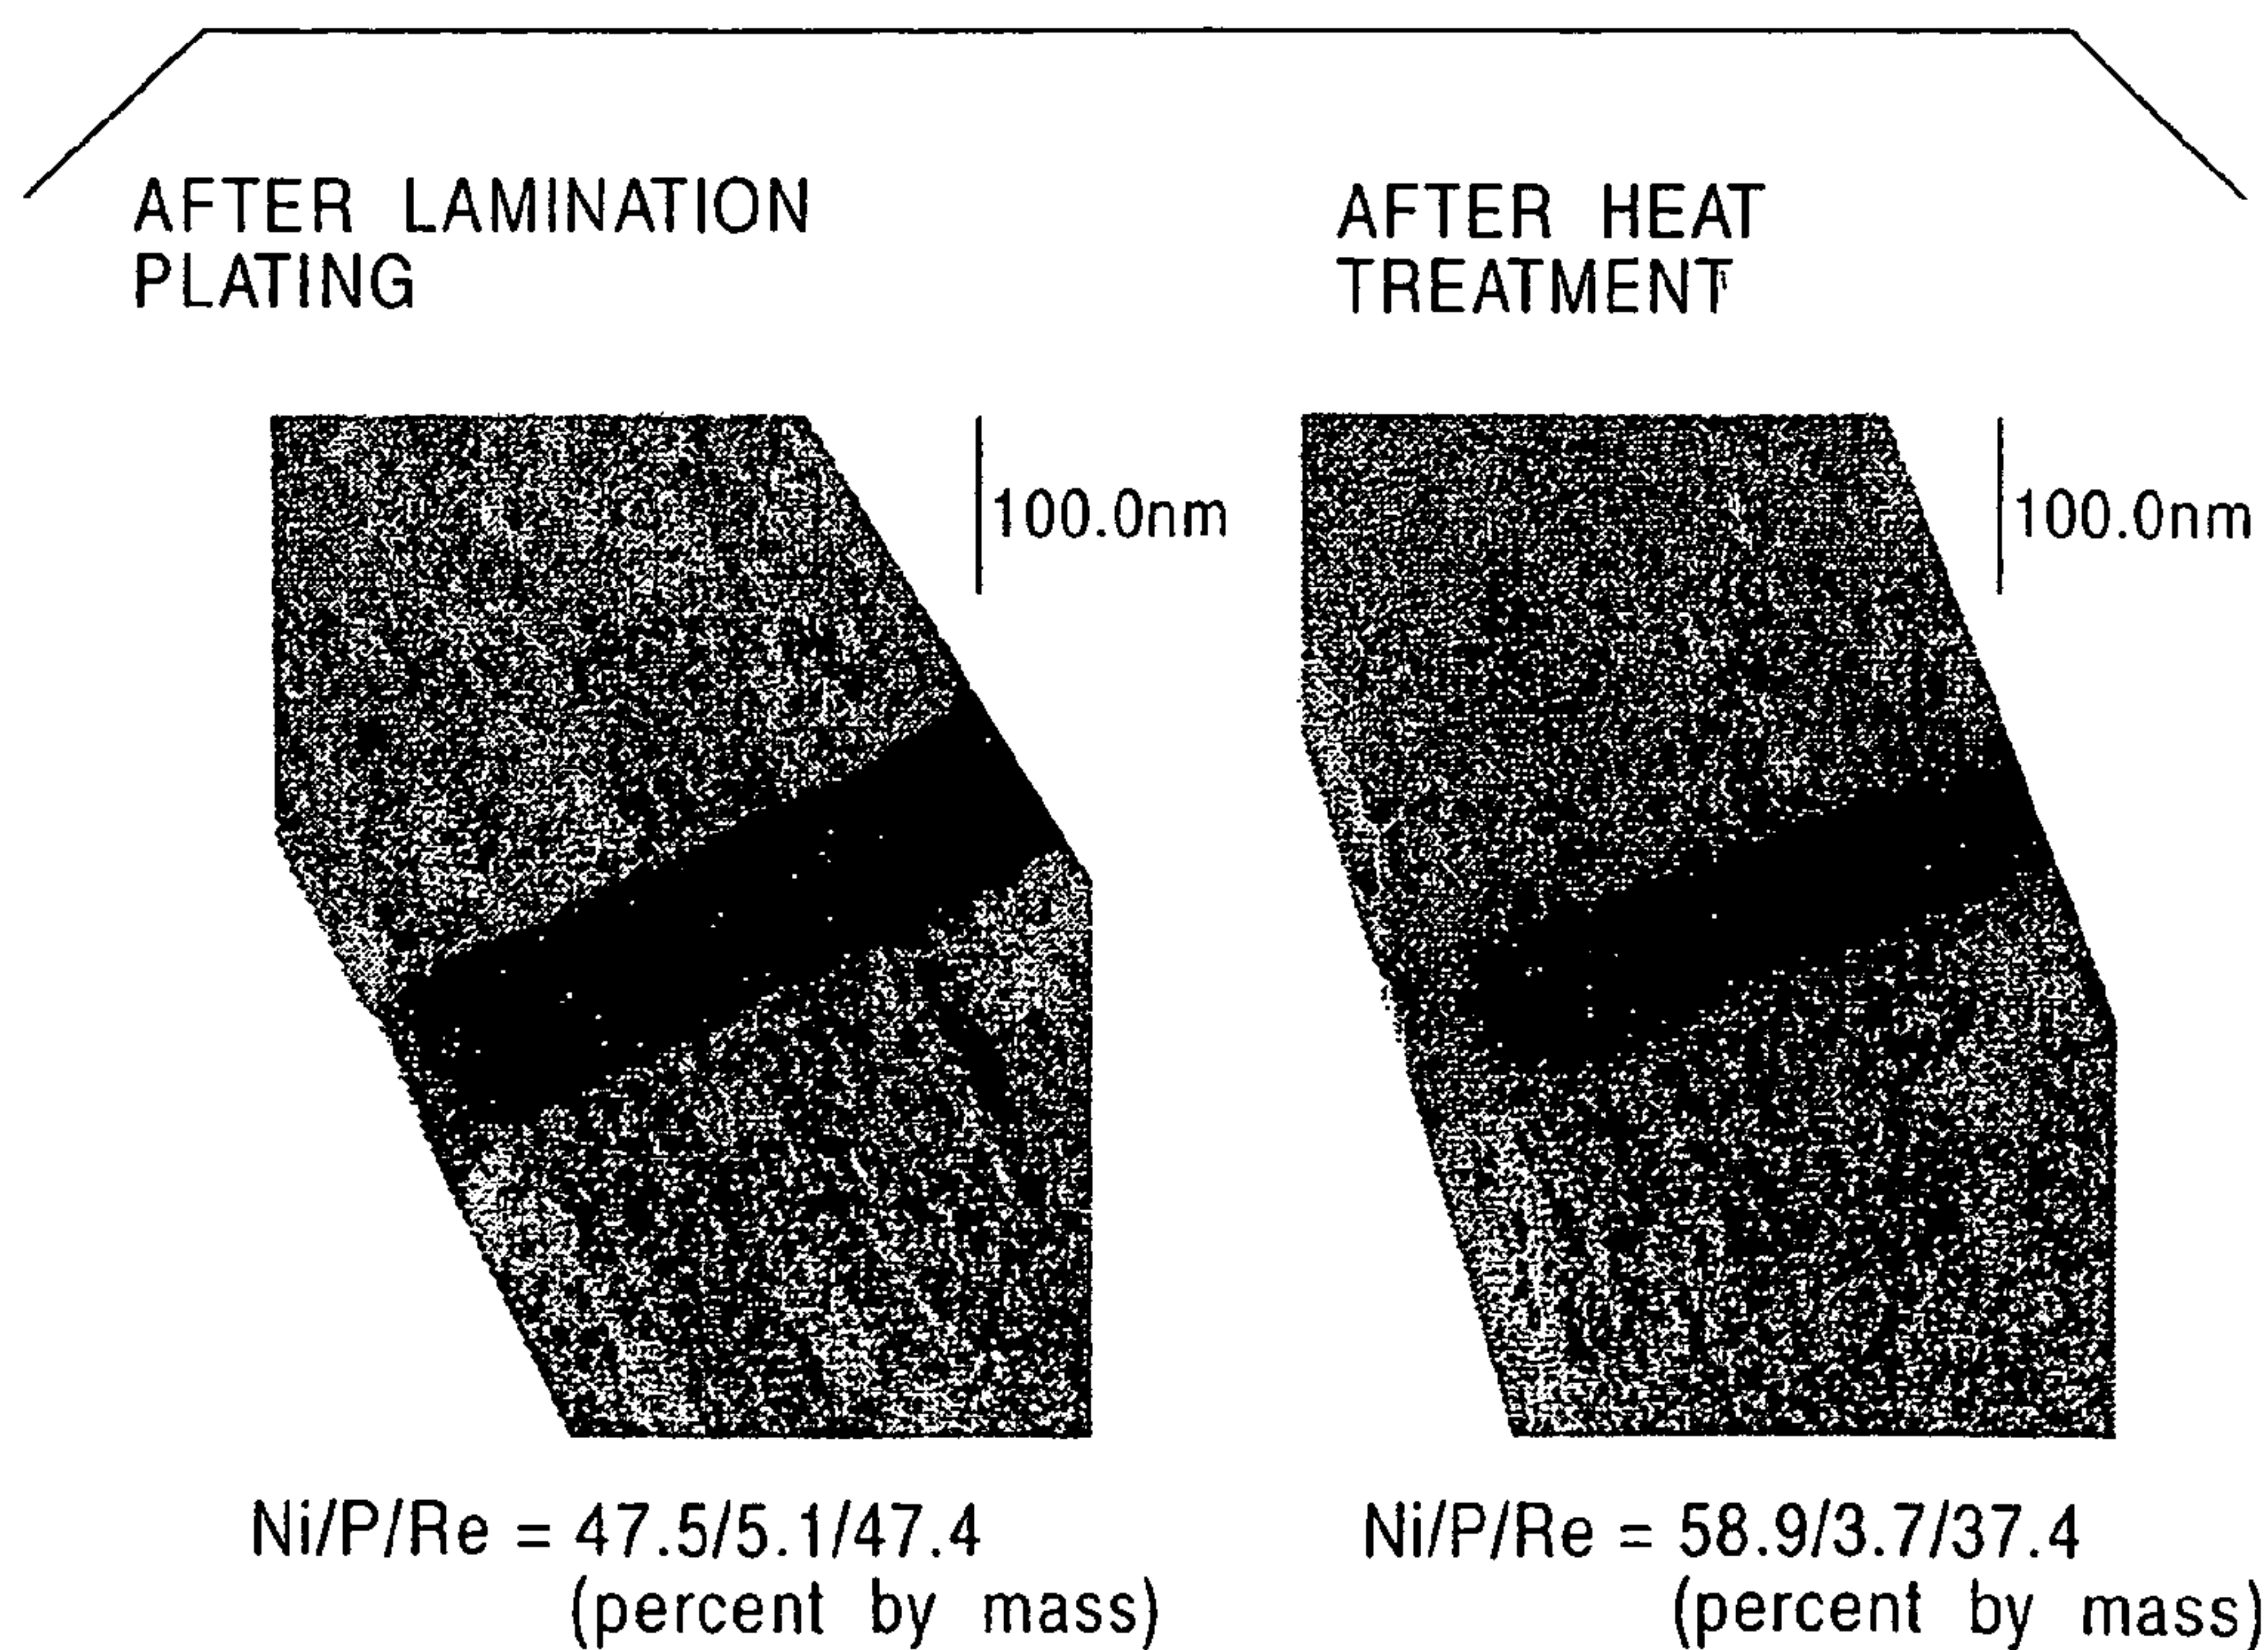 AFTER LAMINATION
PLATING
100.0nm
Ni/P/Re = 47.5/5.1/47.4
(percent by mass)
AFTER HEAT
TREATMENT
100.0nm
Ni/P/Re = 58.9/3.7/37.4
(percent by mass)